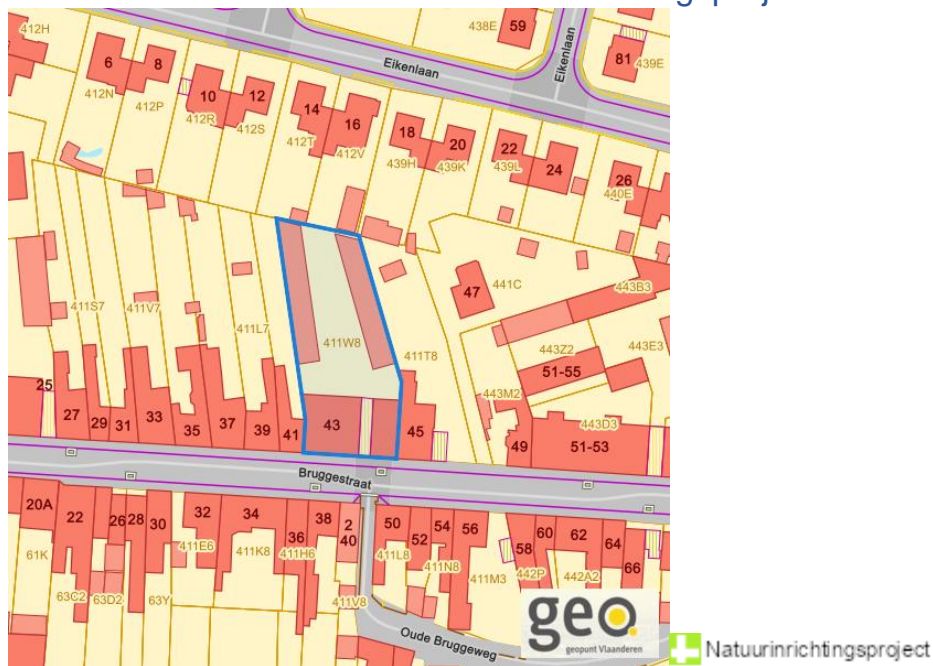 412H
438E
59
Eikenlaan
Eikenlaan
81
439E
6
8
412N
412P
10
12
412R
412S
14
16
412T
412V
18
20
439H
439K
22
24
439L
26
440E
47
441C
443B3
411S7
411V7
411L7
411W8
411T8
443Z2
443E3
51-55
443M2
443D3
25
27
29
31
33
35
37
39
41
43
45
49
51-53
Bruggestraat
20A
22
26
28
30
32
34
36
38
2
40
50
52
54
56
58
60
62
64
66
61K
63C2
63D2
63Y
411E6
411K8
411H6
411V8
411L8
411N8
411M3
442P
442A2
Oude Bruggeweg
geo
geopunt Vlaanderen
Natuurinrichtingsproject